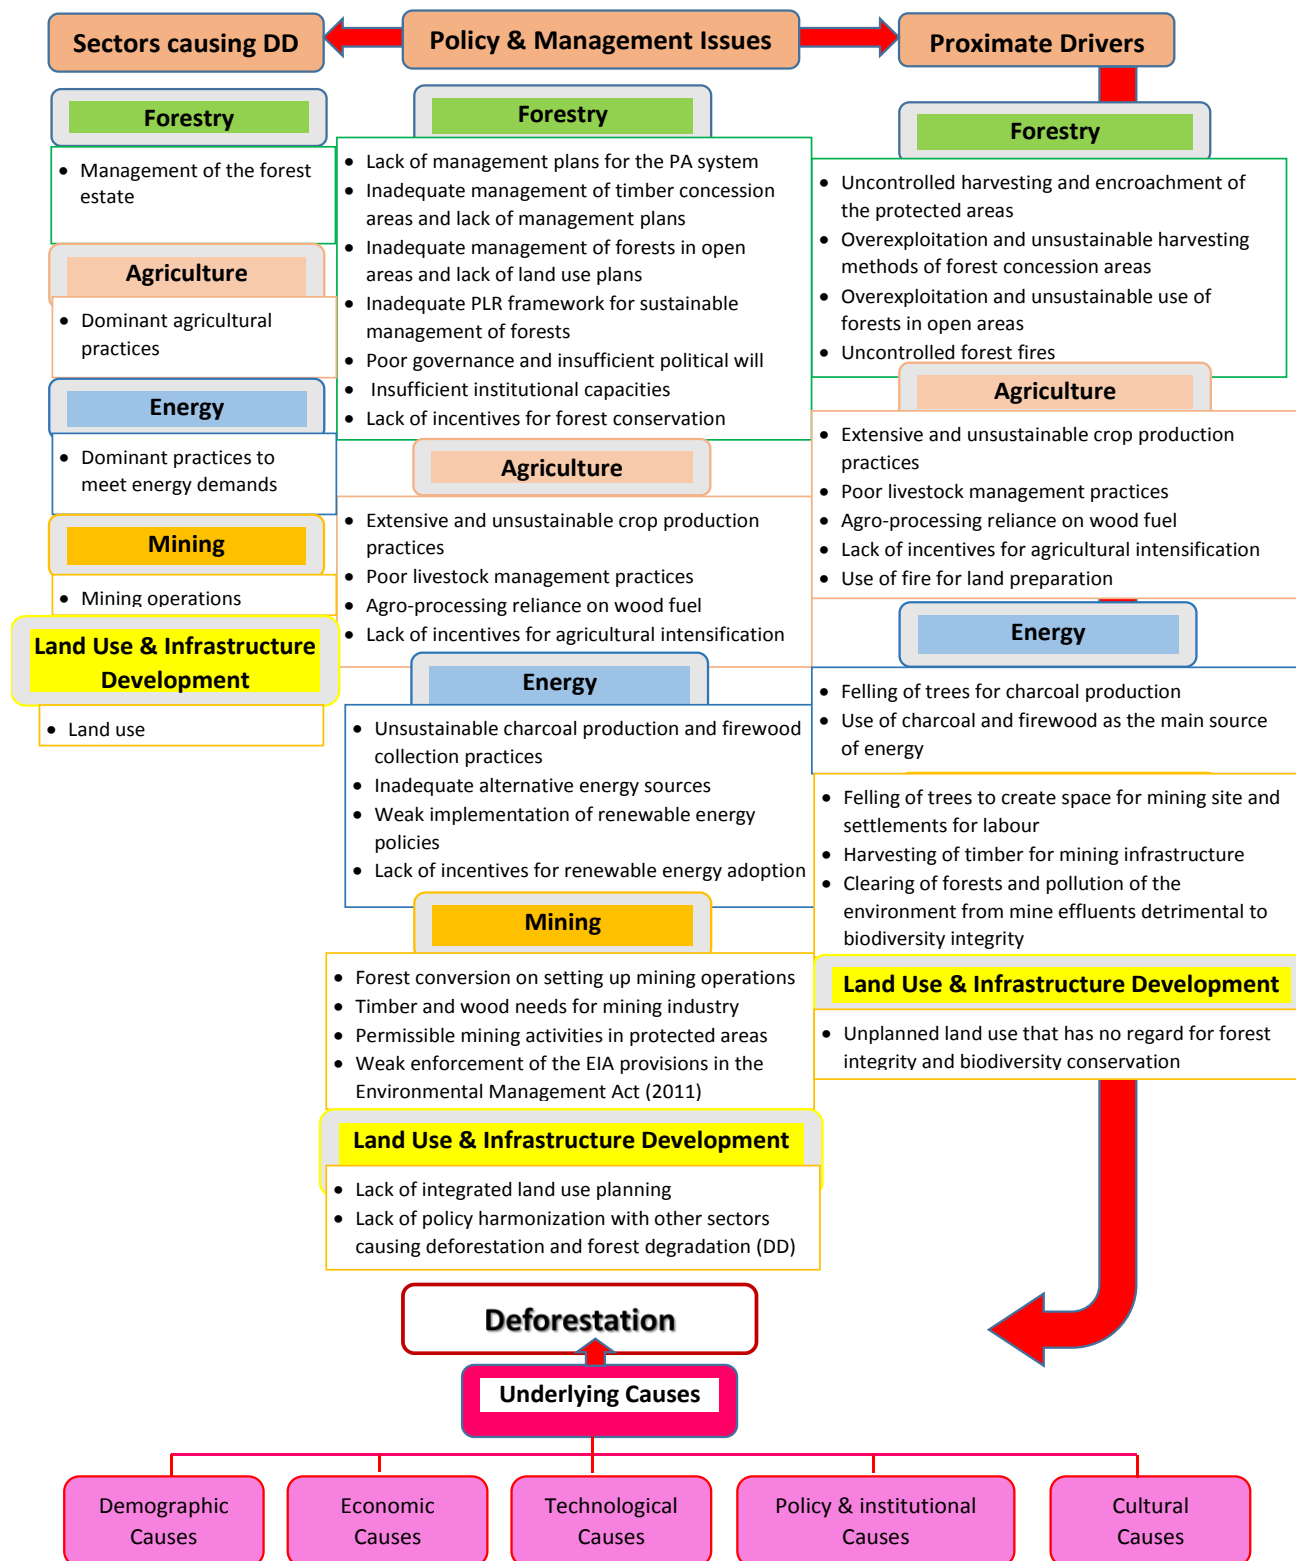 Sectors causing DD
Policy & Management Issues
Proximate Drivers
Forestry
• Management of the forest
estate
Agriculture
• Dominant agricultural
practices
Energy
• Dominant practices to
meet energy demands
Mining
• Mining operations
Land Use & Infrastructure
Development
• Land use
Forestry
• Lack of management plans for the PA system
• Inadequate management of timber concession
areas and lack of management plans
• Inadequate management of forests in open
areas and lack of land use plans
• Inadequate PLR framework for sustainable
management of forests
• Poor governance and insufficient political will
• Insufficient institutional capacities
• Lack of incentives for forest conservation
Agriculture
• Extensive and unsustainable crop production
practices
• Poor livestock management practices
• Agro-processing reliance on wood fuel
• Lack of incentives for agricultural intensification
Energy
• Unsustainable charcoal production and firewood
collection practices
• Inadequate alternative energy sources
• Weak implementation of renewable energy
policies
• Lack of incentives for renewable energy adoption
Mining
• Forest conversion on setting up mining operations
• Timber and wood needs for mining industry
• Permissible mining activities in protected areas
• Weak enforcement of the EIA provisions in the
Environmental Management Act (2011)
Land Use & Infrastructure Development
• Lack of integrated land use planning
• Lack of policy harmonization with other sectors
causing deforestation and forest degradation (DD)
Forestry
• Uncontrolled harvesting and encroachment of
the protected areas
• Overexploitation and unsustainable harvesting
methods of forest concession areas
• Overexploitation and unsustainable use of
forests in open areas
• Uncontrolled forest fires
Agriculture
• Extensive and unsustainable crop production
practices
• Poor livestock management practices
• Agro-processing reliance on wood fuel
• Lack of incentives for agricultural intensification
• Use of fire for land preparation
Energy
• Felling of trees for charcoal production
• Use of charcoal and firewood as the main source
of energy
• Felling of trees to create space for mining site and
settlements for labour
• Harvesting of timber for mining infrastructure
• Clearing of forests and pollution of the
environment from mine effluents detrimental to
biodiversity integrity
Land Use & Infrastructure Development
• Unplanned land use that has no regard for forest
integrity and biodiversity conservation
Deforestation
Underlying Causes
Demographic
Causes
Economic
Causes
Technological
Causes
Policy & institutional
Causes
Cultural
Causes